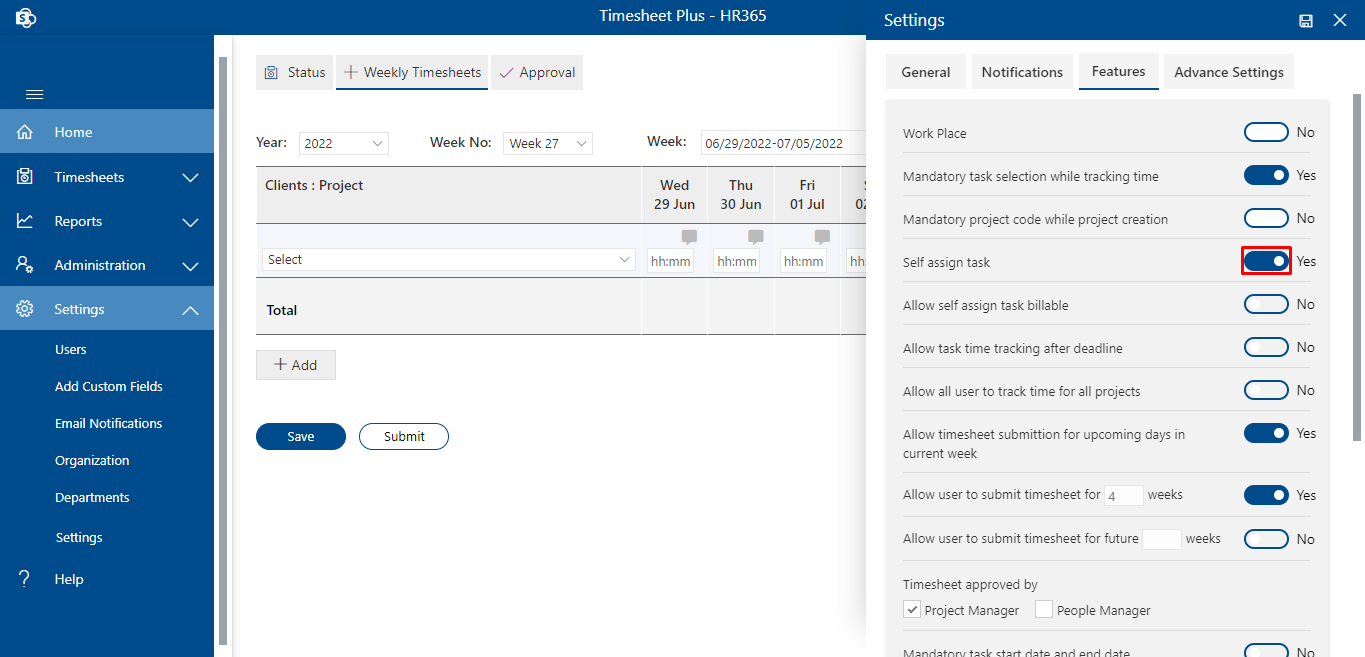 Timesheet Plus - HR365
Home
Timesheets
Reports
Administration
Settings
Users
Add Custom Fields
Email Notifications
Organization
Departments
Settings
? Help
Status
Weekly Timesheets
Approval
Year: 2022
Week No: Week 27
Week: 06/29/2022-07/05/2022
Clients : Project
Wed
29 Jun
Thu
30 Jun
Fri
01 Jul
02
Select
hh:mm
hh:mm
hh:mm
hh:
Total
+ Add
Save
Submit
Settings
General
Notifications
Features
Advance Settings
Work Place No
Mandatory task selection while tracking time Yes
Mandatory project code while project creation No
Self assign task Yes
Allow self assign task billable No
Allow task time tracking after deadline No
Allow all user to track time for all projects No
Allow timesheet submittion for upcoming days in Yes
current week
Allow user to submit timesheet for 4 weeks Yes
Allow user to submit timesheet for future weeks No
Timesheet approved by
Project Manager People Manager
Mandatory task start date and end date No